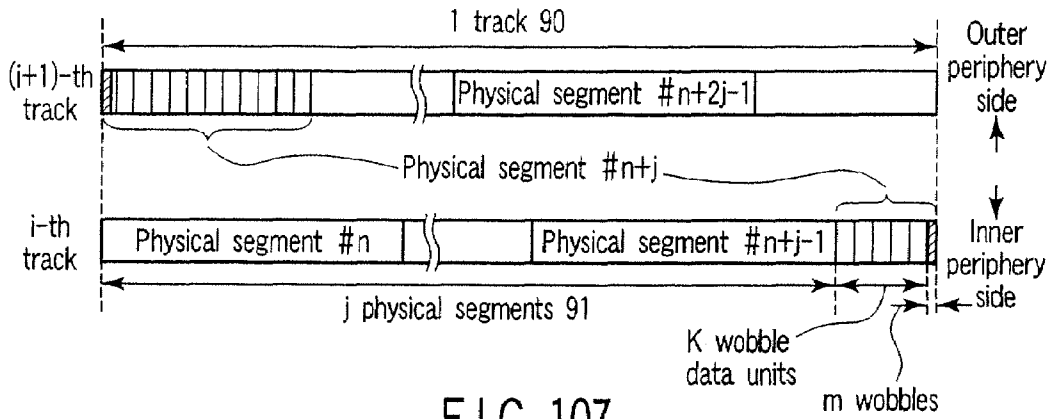 1 track 90
(i+1)-th
track
Physical segment #n+2j-1
Outer
periphery
side
Physical segment #n+j
i-th
track
Physical segment #n
Physical segment #n+j-1
Inner
periphery
side
j physical segments 91
K wobble
data units
m wobbles
FIG. 107